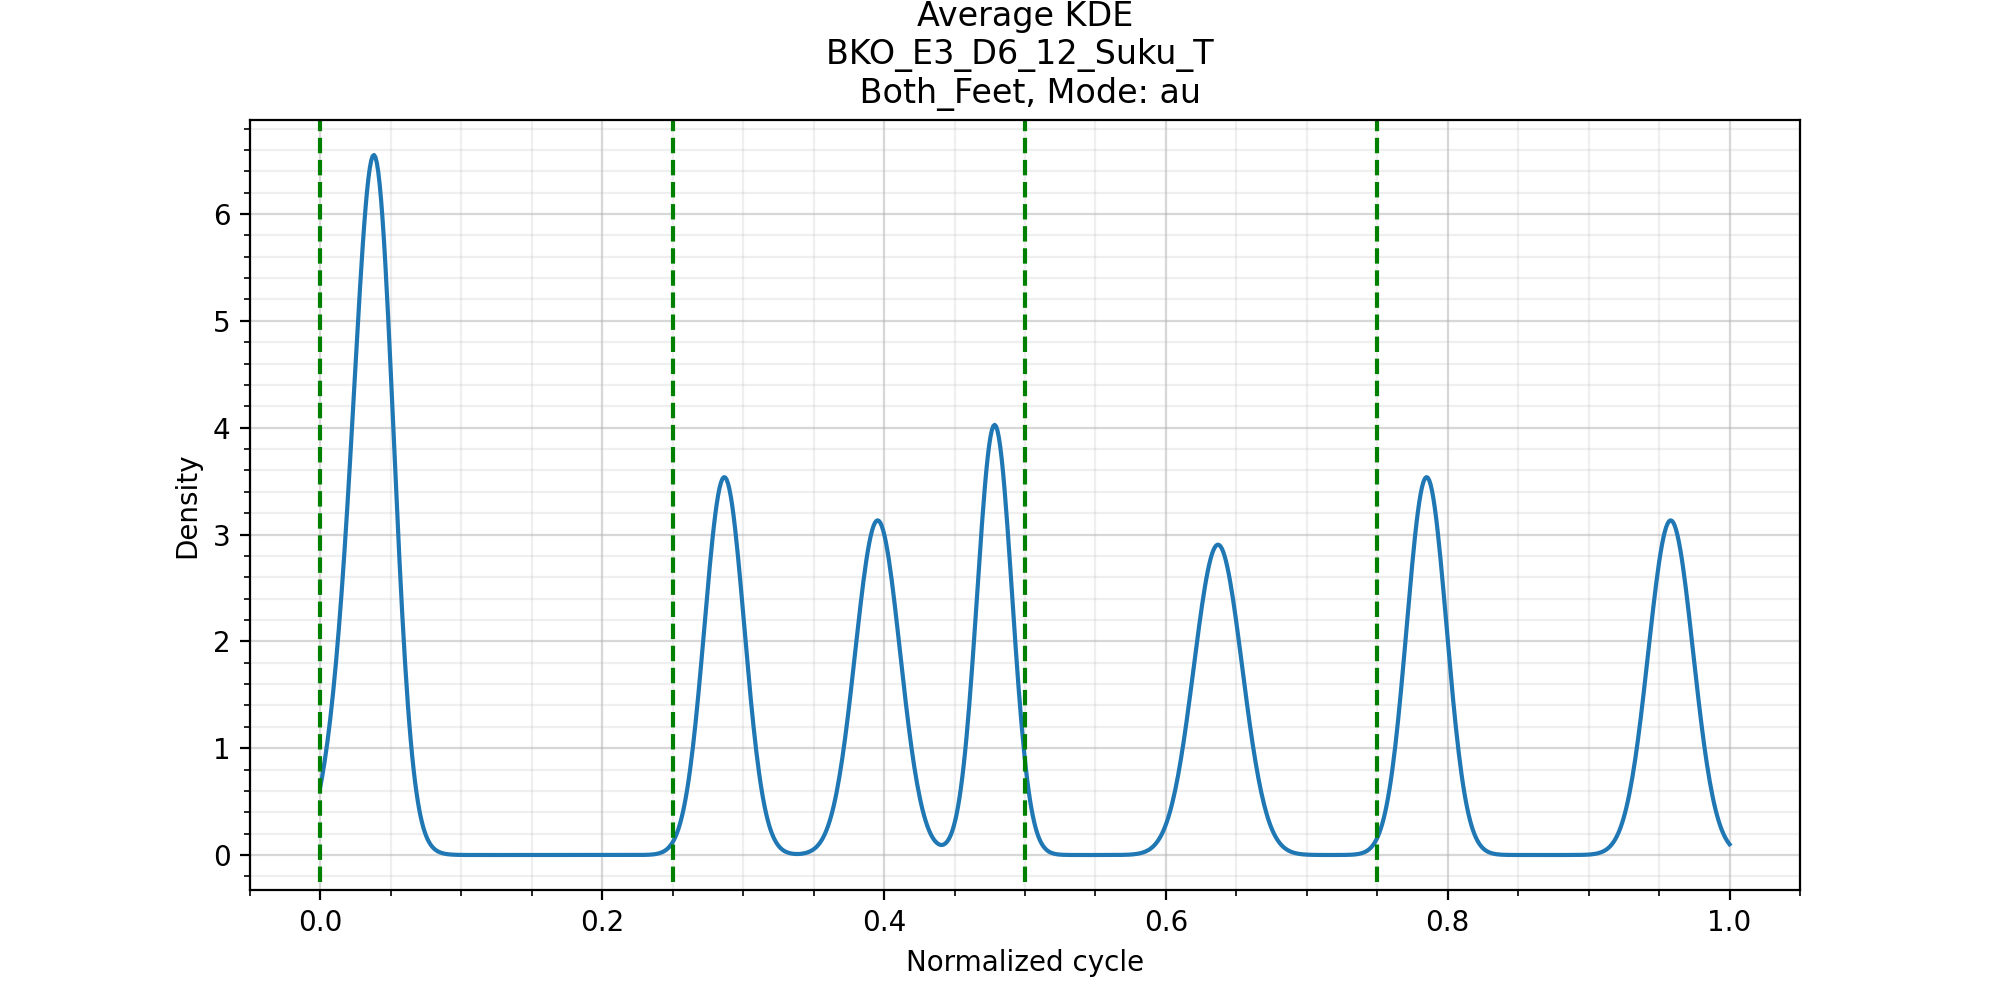 Average KDE
BKO_E3_D6_12_Suku_T
Both_Feet, Mode: au
6
5
4
3
2
1
0
Density
0.0 0.2 0.4 0.6 0.8 1.0
Normalized cycle